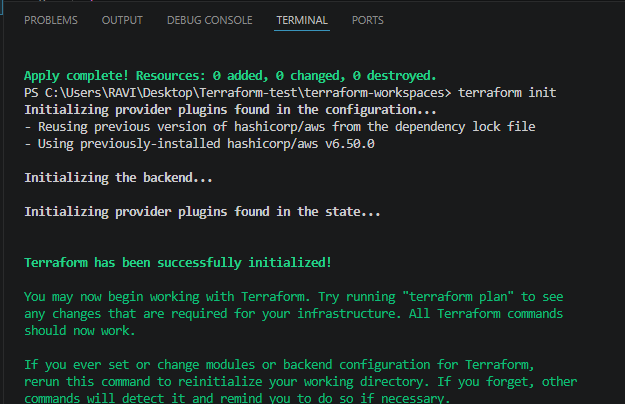 PROBLEMS OUTPUT DEBUG CONSOLE TERMINAL PORTS
Apply complete! Resources: 0 added, 0 changed, 0 destroyed.
PS C:\Users\RAVI\Desktop\Terraform-test\terraform-workspaces> terraform init
Initializing provider plugins found in the configuration...
- Reusing previous version of hashicorp/aws from the dependency lock file
- Using previously-installed hashicorp/aws v6.50.0
Initializing the backend...
Initializing provider plugins found in the state...
Terraform has been successfully initialized!
You may now begin working with Terraform. Try running "terraform plan" to see
any changes that are required for your infrastructure. All Terraform commands
should now work.
If you ever set or change modules or backend configuration for Terraform,
rerun this command to reinitialize your working directory. If you forget, other
commands will detect it and remind you to do so if necessary.